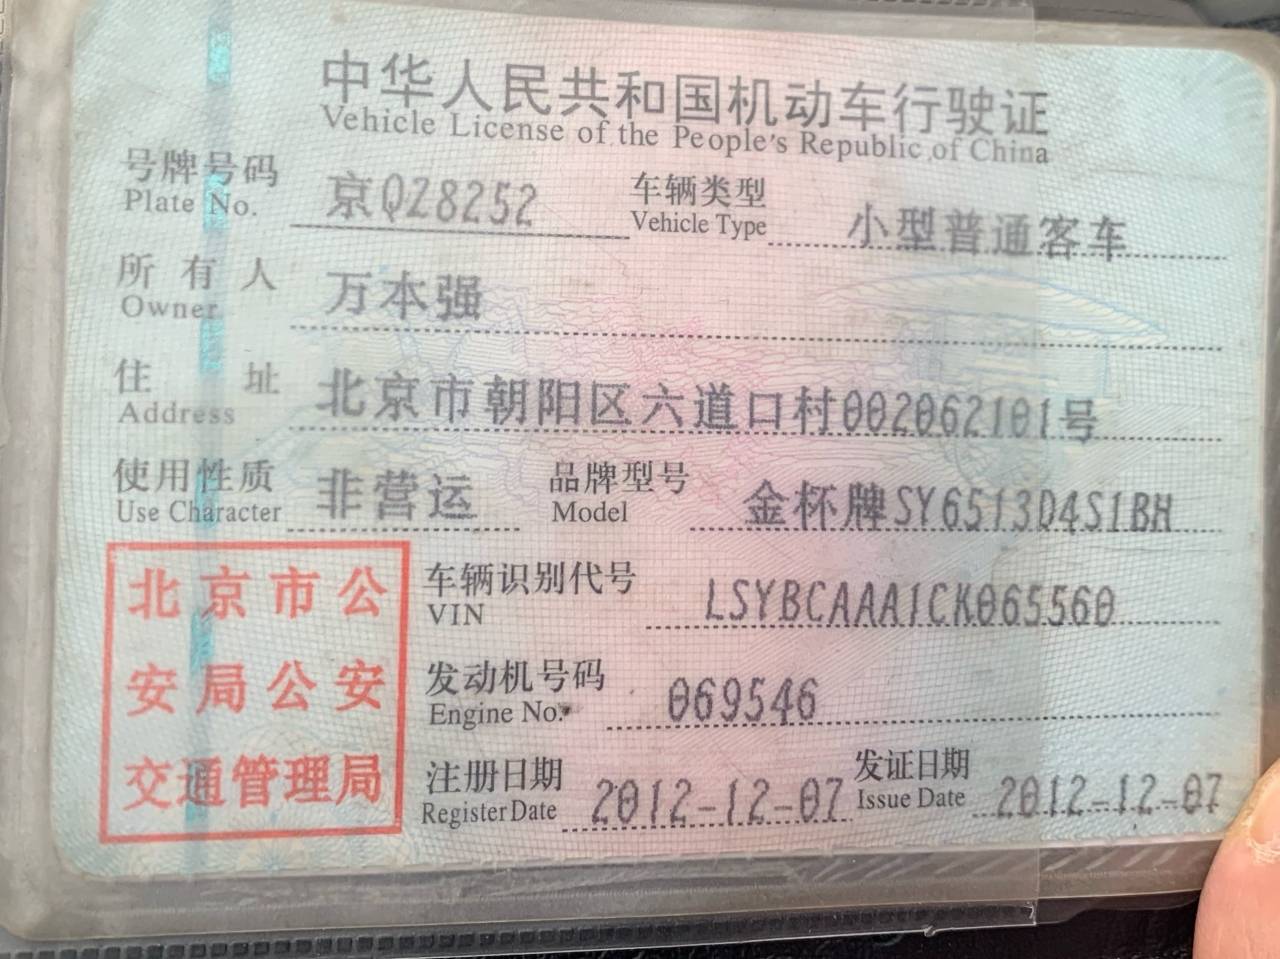 中华人民共和国机动车行驶证
Vehicle License of the People's Republic of China
号牌号码 京QZ8252 车辆类型 小型普通客车
Plate No. Vehicle Type
所有人 万本强
Owner
住址 北京市朝阳区六道口村002062101号
Address
使用性质 非营运 品牌型号 金杯牌SY6513D4S1BH
Use Character Model
北京市公
安局公安
交通管理局
车辆识别代号 LSYBCAAA1CK065560
VIN
发动机号码 069546
Engine No.
注册日期 2012-12-07 发证日期 2012-12-07
Register Date Issue Date